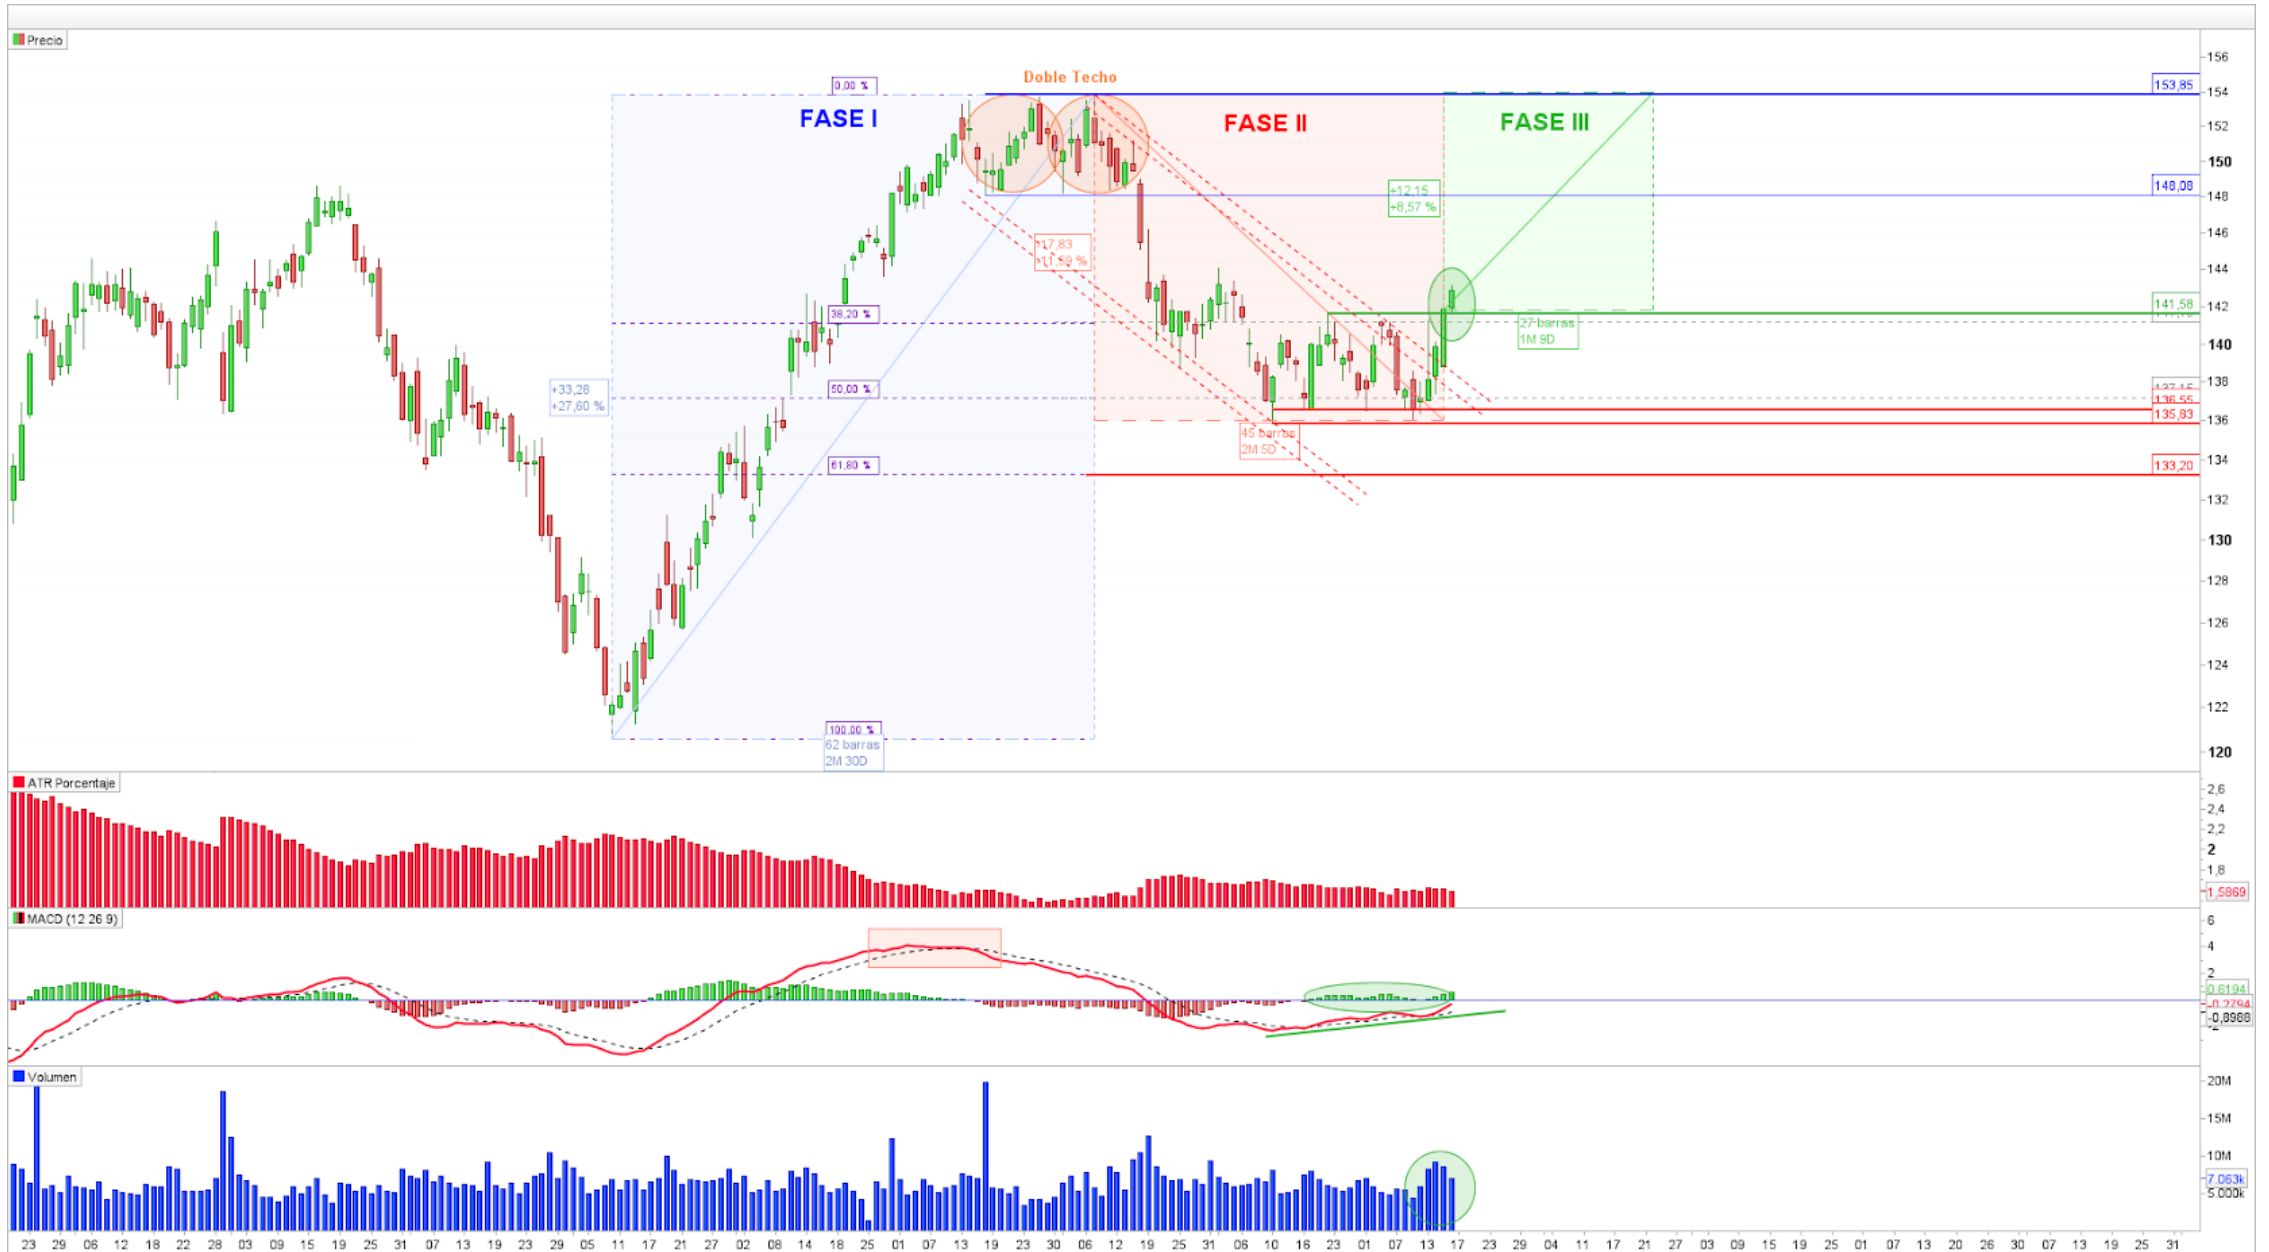 Precio
156
Doble Techo
0,00 %
153,85
154
FASE I
FASE II
FASE III
152
150
+12,15
+8,57 %
148,08
148
146
-17,83
-11,59 %
144
38,20 %
141,58
142
27 barras
1M 9D
140
+33,28
+27,60 %
50,00 %
138
137,15
136,55
135,83
136
45 barras
2M 5D
61,80 %
133,20
134
132
130
128
126
124
122
100,00 %
62 barras
2M 30D
120
ATR Porcentaje
2,6
2,4
2,2
2
1,8
1,5869
MACD (12 26 9)
6
4
2
0,6194
-0,2794
-0,8988
-2
Volumen
20M
15M
10M
7.063k
5.000k
23 29 06 12 18 22 28 03 09 15 19 25 31 07 13 19 23 29 05 11 17 21 27 02 08 14 18 25 01 07 13 19 23 30 06 12 19 25 31 06 10 16 23 01 07 13 17 23 29 04 11 17 21 27 03 09 15 19 25 01 07 13 20 26 30 07 13 19 25 31